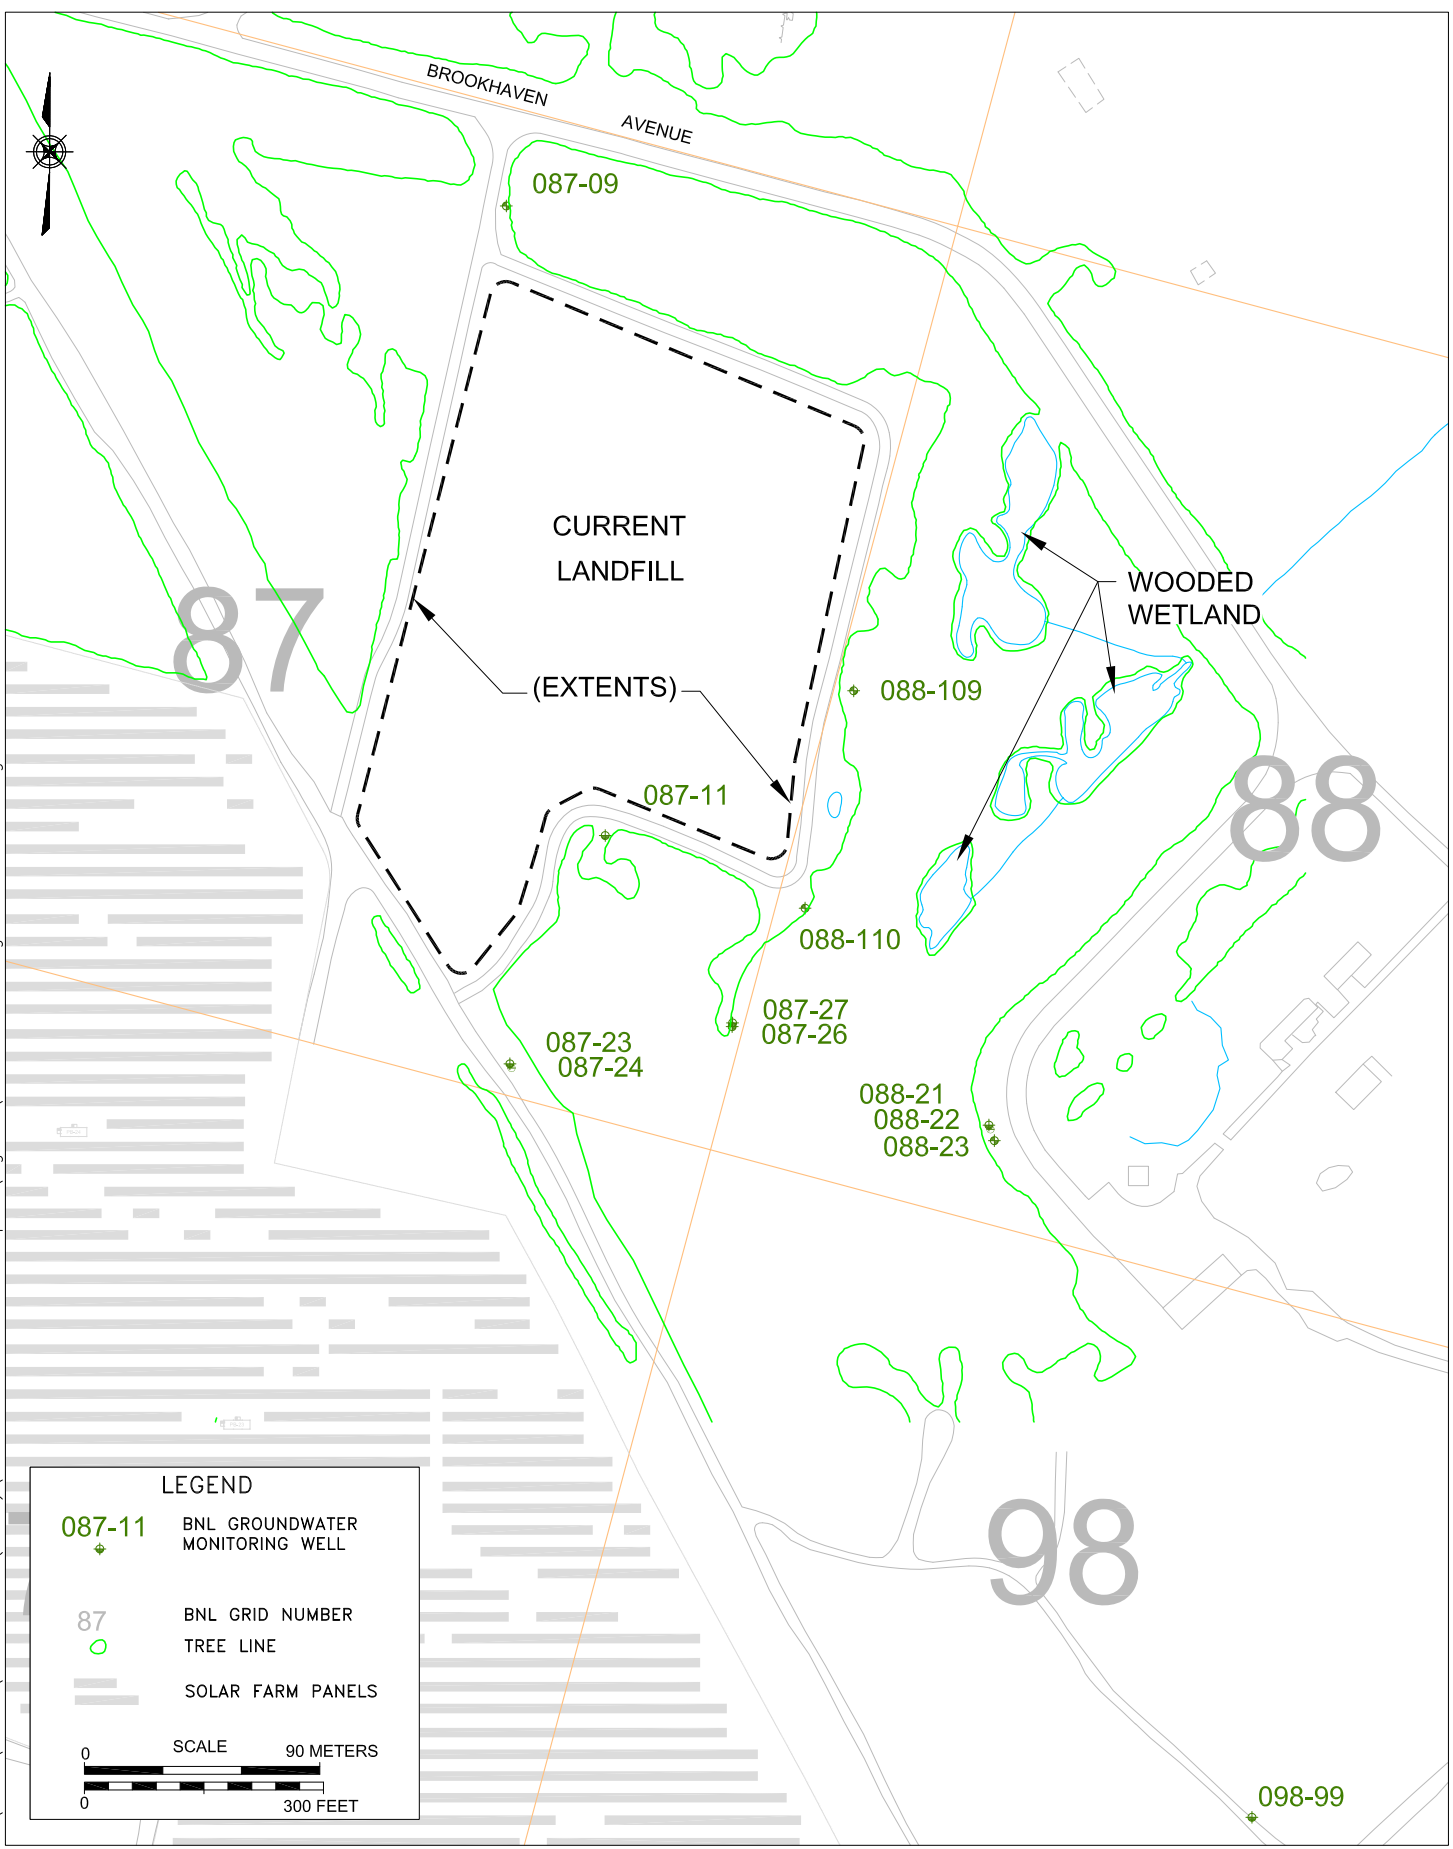 BROOKHAVEN
AVENUE
087-09
CURRENT
LANDFILL
87
WOODED
WETLAND
(EXTENTS)
088-109
087-11
88
088-110
087-27
087-26
087-23
087-24
088-21
088-22
088-23
98
LEGEND
087-11
BNL GROUNDWATER
MONITORING WELL
87
BNL GRID NUMBER
TREE LINE
SOLAR FARM PANELS
0 SCALE 90 METERS
0 300 FEET
098-99